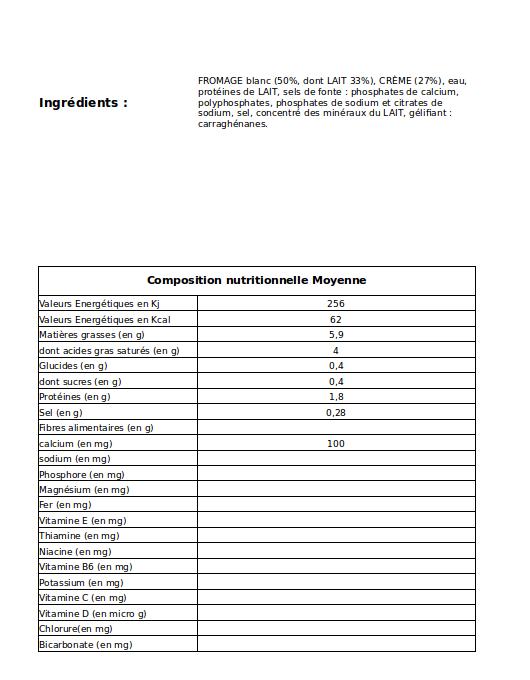 FROMAGE blanc (50%, dont LAIT 33%), CRÈME (27%), eau,
protéines de LAIT, sels de fonte : phosphates de calcium,
Ingrédients :
polyphosphates, phosphates de sodium et citrates de
sodium, sel, concentré des minéraux du LAIT, gélifiant :
carraghénanes.
Composition nutritionnelle Moyenne
Valeurs Energétiques en Kj 256
Valeurs Energétiques en Kcal 62
Matières grasses (en g) 5,9
dont acides gras saturés (en g) 4
Glucides (en g) 0,4
dont sucres (en g) 0,4
Protéines (en g) 1,8
Sel (en g) 0,28
Fibres alimentaires (en g)
calcium (en mg) 100
sodium (en mg)
Phosphore (en mg)
Magnésium (en mg)
Fer (en mg)
Vitamine E (en mg)
Thiamine (en mg)
Niacine (en mg)
Vitamine B6 (en mg)
Potassium (en mg)
Vitamine C (en mg)
Vitamine D (en micro g)
Chlorure(en mg)
Bicarbonate (en mg)